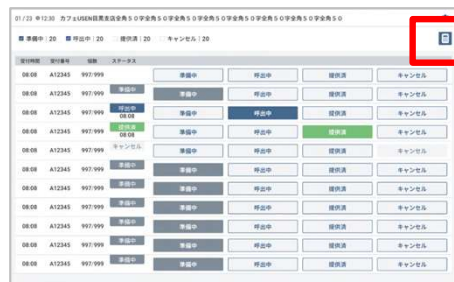 01/23 12:30 カフェUSEN目黒支店全角50字全角50字全角50字全角50字全角50字全角50字全角50
準備中｜20 呼出中｜20 提供済｜20 キャンセル｜20
受付時間 受付番号 個数 ステータス
08:08 A12345 997/999 準備中 呼出中 提供済 キャンセル
08:08 A12345 997/999 準備中 準備中 呼出中 提供済 キャンセル
08:08 A12345 997/999 呼出中 08:08 準備中 呼出中 提供済 キャンセル
08:08 A12345 997/999 提供済 08:08 準備中 呼出中 提供済 キャンセル
08:08 A12345 997/999 キャンセル 準備中 呼出中 提供済 キャンセル
08:08 A12345 997/999 準備中 準備中 呼出中 提供済 キャンセル
08:08 A12345 997/999 準備中 準備中 呼出中 提供済 キャンセル
08:08 A12345 997/999 準備中 準備中 呼出中 提供済 キャンセル
08:08 A12345 997/999 準備中 準備中 呼出中 提供済 キャンセル
08:08 A12345 997/999 準備中 準備中 呼出中 提供済 キャンセル
08:08 A12345 997/999 準備中 準備中 呼出中 提供済 キャンセル